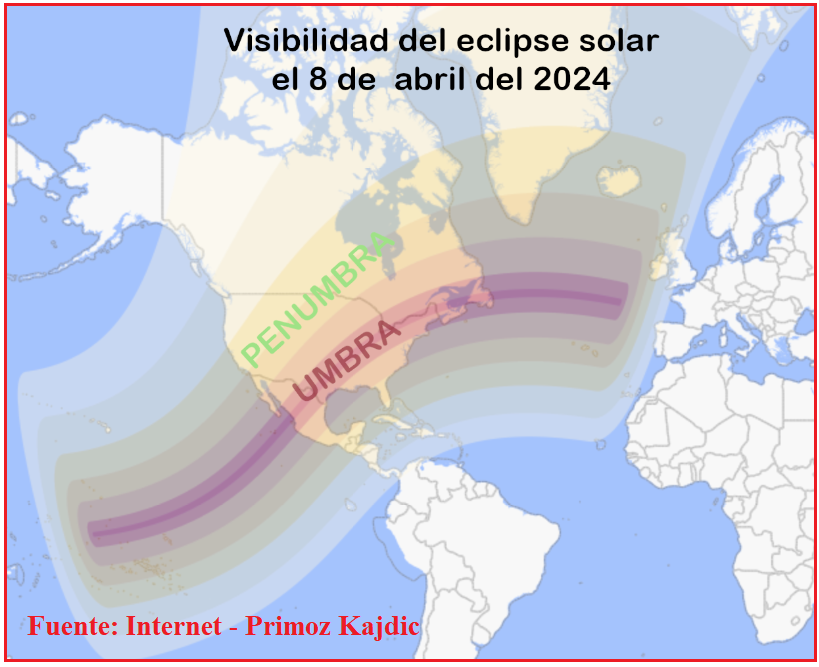 Visibilidad del eclipse solar
el 8 de abril del 2024
PENUMBRA
UMBRA
Fuente: Internet - Primoz Kajdic